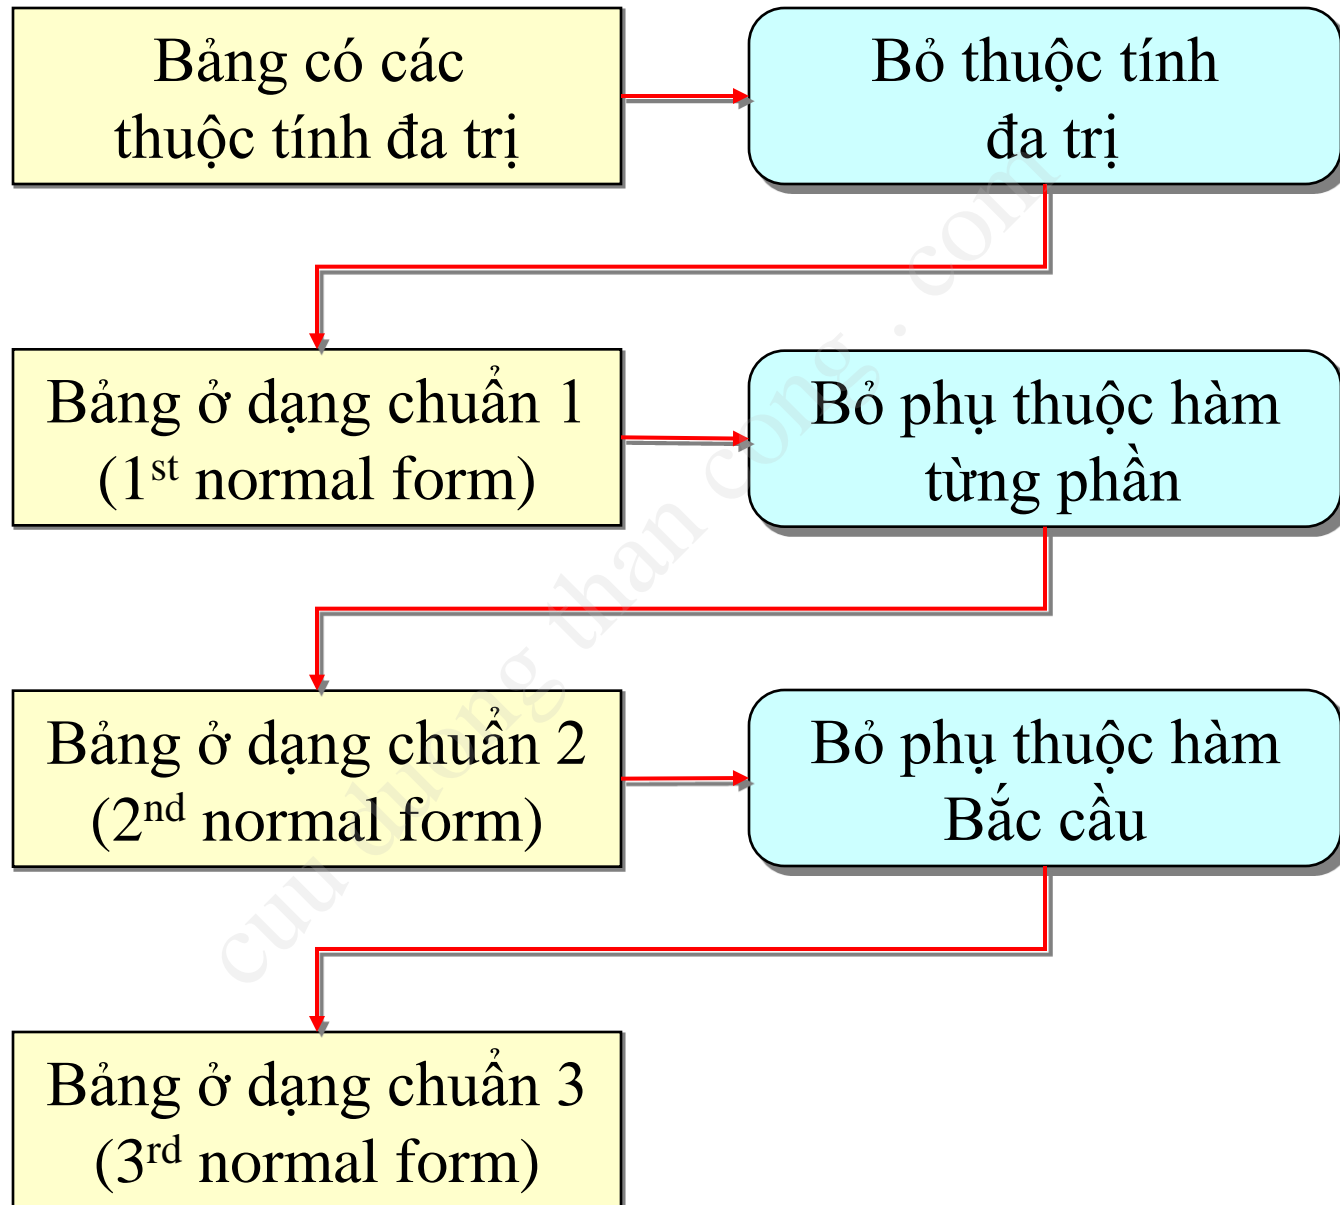 Bảng có các
thuộc tính đa trị
Bỏ thuộc tính
đa trị
Bảng ở dạng chuẩn 1
(1st normal form)
Bỏ phụ thuộc hàm
từng phần
Bảng ở dạng chuẩn 2
(2nd normal form)
Bỏ phụ thuộc hàm
Bắc cầu
Bảng ở dạng chuẩn 3
(3rd normal form)
cuu duong than cong . com